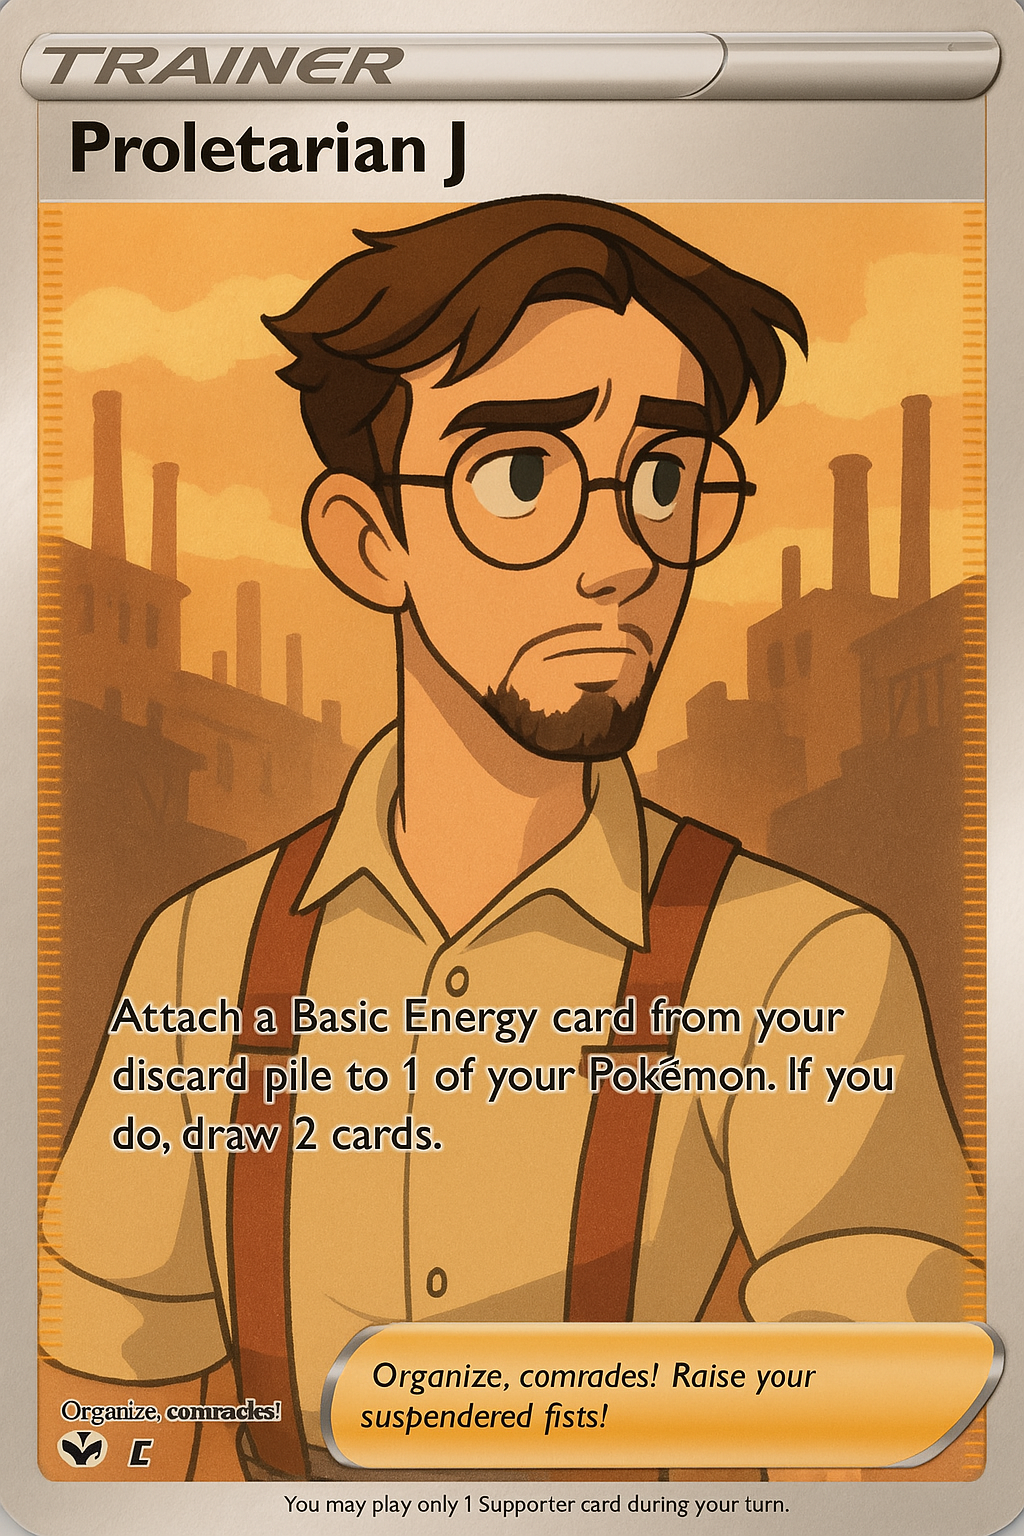 TRAINER
Proletarian J
Attach a Basic Energy card from your
discard pile to 1 of your Pokémon. If you
do, draw 2 cards.
Organize, comrades! Raise your
suspendered fists!
Organize, comracles!
E
You may play only 1 Supporter card during your turn.